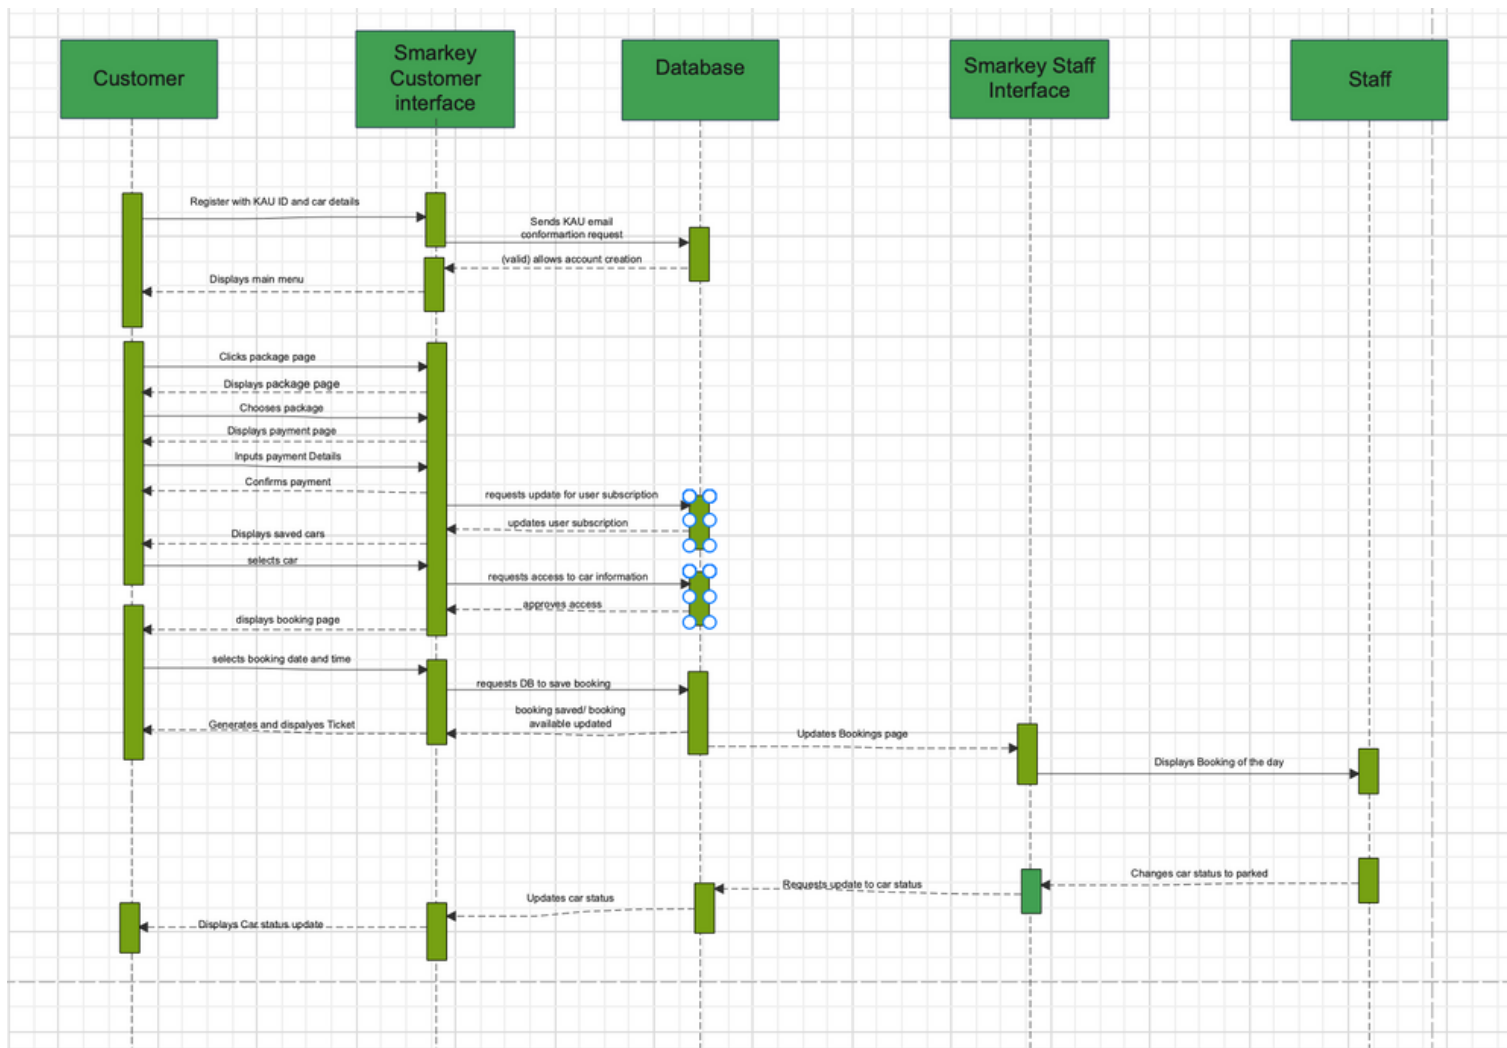 Customer
Smarkey
Customer
interface
Database
Smarkey Staff
Interface
Staff
Register with KAU ID and car details
Sends KAU email
conformartion request
(valid) allows account creation
Displays main menu
Clicks package page
Displays package page
Chooses package
Displays payment page
Inputs payment Details
Confirms payment
requests update for user subscription
updates user subscription
Displays saved cars
selects car
requests access to car information
approves access
displays booking page
selects booking date and time
requests DB to save booking
booking saved/ booking
available updated
Generates and dispalyes Ticket
Updates Bookings page
Displays Booking of the day
Changes car status to parked
Requests update to car status
Updates car status
Displays Car status update